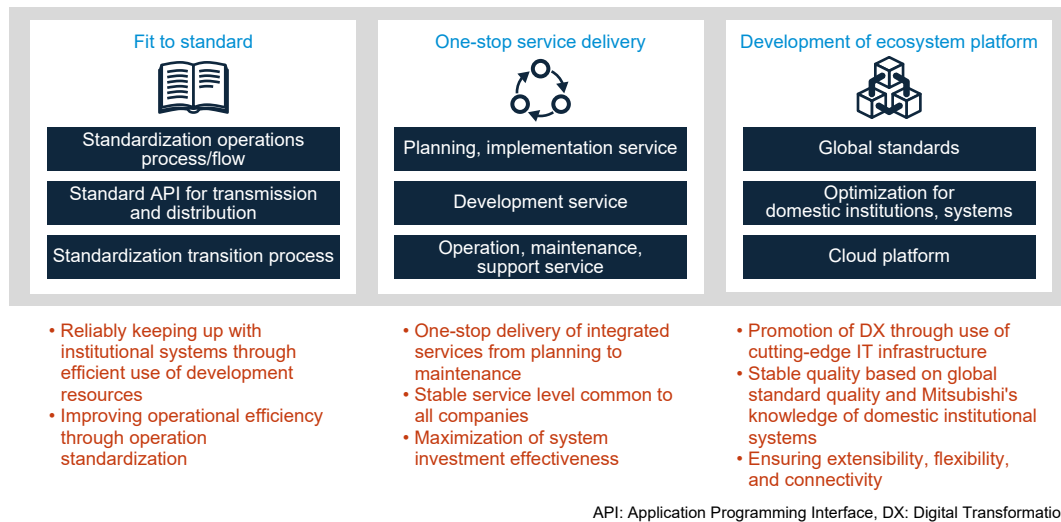 Fit to standard
Standardization operations
process/flow
Standard API for transmission
and distribution
Standardization transition process
• Reliably keeping up with
institutional systems through
efficient use of development
resources
• Improving operational efficiency
through operation
standardization
One-stop service delivery
Planning, implementation service
Development service
Operation, maintenance,
support service
• One-stop delivery of integrated
services from planning to
maintenance
• Stable service level common to
all companies
• Maximization of system
investment effectiveness
Development of ecosystem platform
Global standards
Optimization for
domestic institutions, systems
Cloud platform
• Promotion of DX through use of
cutting-edge IT infrastructure
• Stable quality based on global
standard quality and Mitsubishi's
knowledge of domestic institutional
systems
• Ensuring extensibility, flexibility,
and connectivity
API: Application Programming Interface, DX: Digital Transformatio